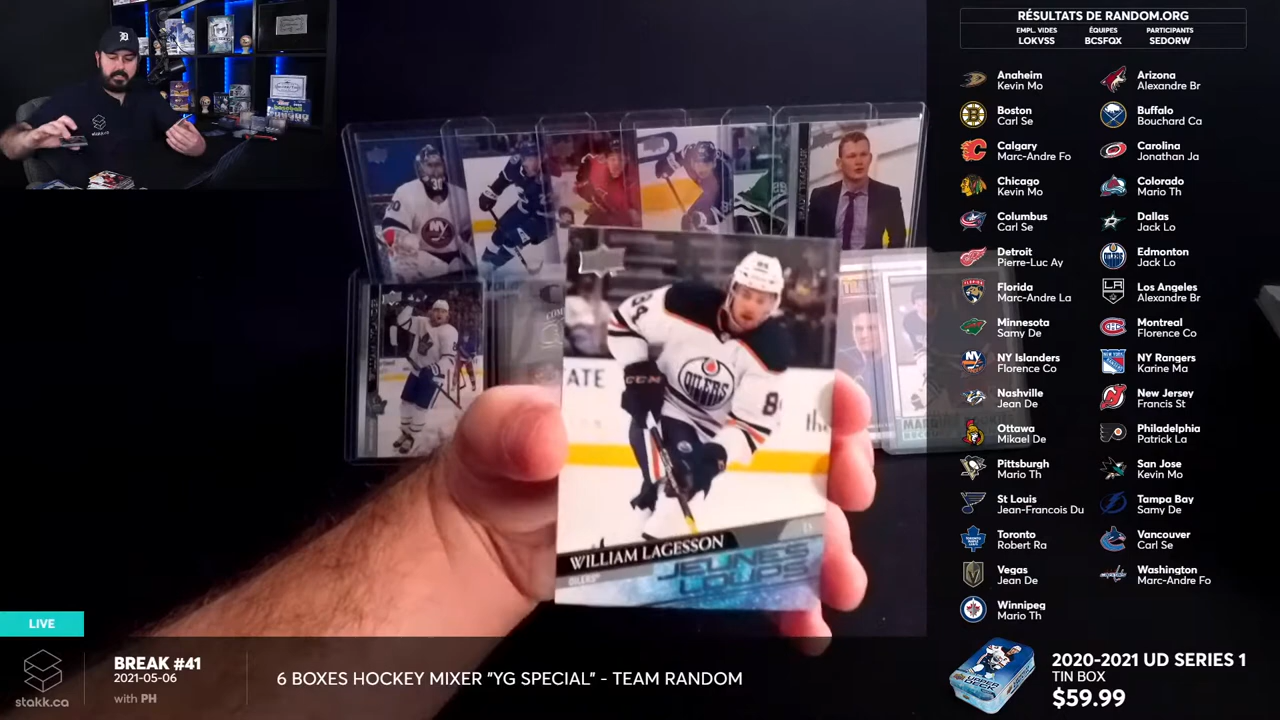 RÉSULTATS DE RANDOM.ORG
EMPL. VIDES
LOKVSS
ÉQUIPES
BCSFQX
PARTICIPANTS
SEDORW
Anaheim
Kevin Mo
Arizona
Alexandre Br
Boston
Carl Se
Buffalo
Bouchard Ca
Calgary
Marc-Andre Fo
Carolina
Jonathan Ja
Chicago
Kevin Mo
Colorado
Mario Th
Columbus
Carl Se
Dallas
Jack Lo
Detroit
Pierre-Luc Ay
Edmonton
Jack Lo
Florida
Marc-Andre La
Los Angeles
Alexandre Br
Minnesota
Samy De
Montreal
Florence Co
NY Islanders
Florence Co
NY Rangers
Karine Ma
Nashville
Jean De
New Jersey
Francis St
Ottawa
Mikael De
Philadelphia
Patrick La
Pittsburgh
Mario Th
San Jose
Kevin Mo
St Louis
Jean-Francois Du
Tampa Bay
Samy De
Toronto
Robert Ra
Vancouver
Carl Se
Vegas
Jean De
Washington
Marc-Andre Fo
Winnipeg
Mario Th
84
OILERS
CCM
WILLIAM LAGESSON
OILERS
JEUNES
LOUPS
LIVE
stakk.ca
BREAK #41
2021-05-06
with PH
6 BOXES HOCKEY MIXER "YG SPECIAL" - TEAM RANDOM
2020-2021 UD SERIES 1
TIN BOX
$59.99